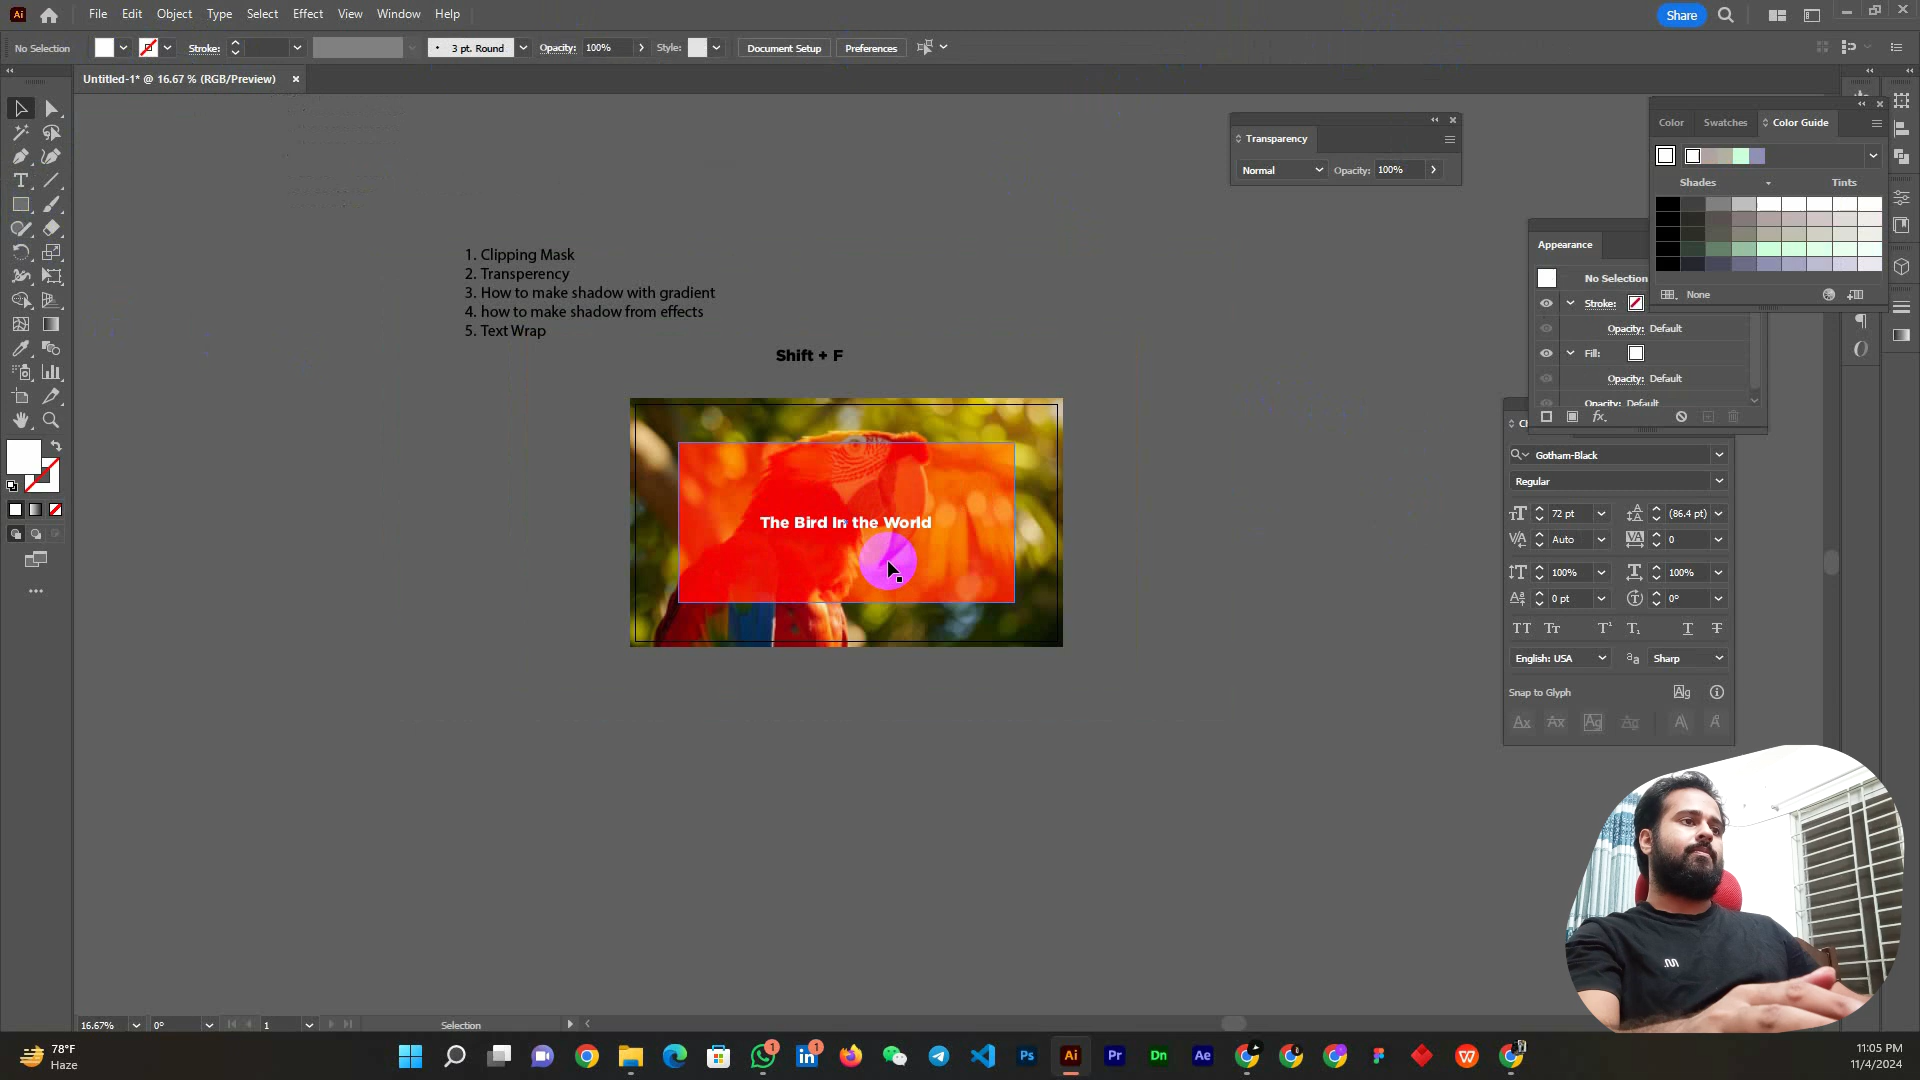 File Edit Object Type Select Effect View Window Help
Share
No Selection
Stroke:
3 pt. Round
Opacity: 100%
Style:
Document Setup
Preferences
Untitled-1* @ 16.67 % (RGB/Preview)
Transparency
Normal
Opacity: 100%
Color
Swatches
Color Guide
Shades
Tints
None
Appearance
No Selection
Stroke:
Opacity: Default
Fill:
Opacity: Default
Opacity: Default
1. Clipping Mask
2. Transperency
3. How to make shadow with gradient
4. how to make shadow from effects
5. Text Wrap
Shift + F
The Bird In the World
Gotham-Black
Regular
72 pt
(86.4 pt)
Auto
0
100%
100%
0 pt
0°
English: USA
Sharp
Snap to Glyph
16.67%
0°
1
Selection
78°F
Haze
11:05 PM
11/4/2024